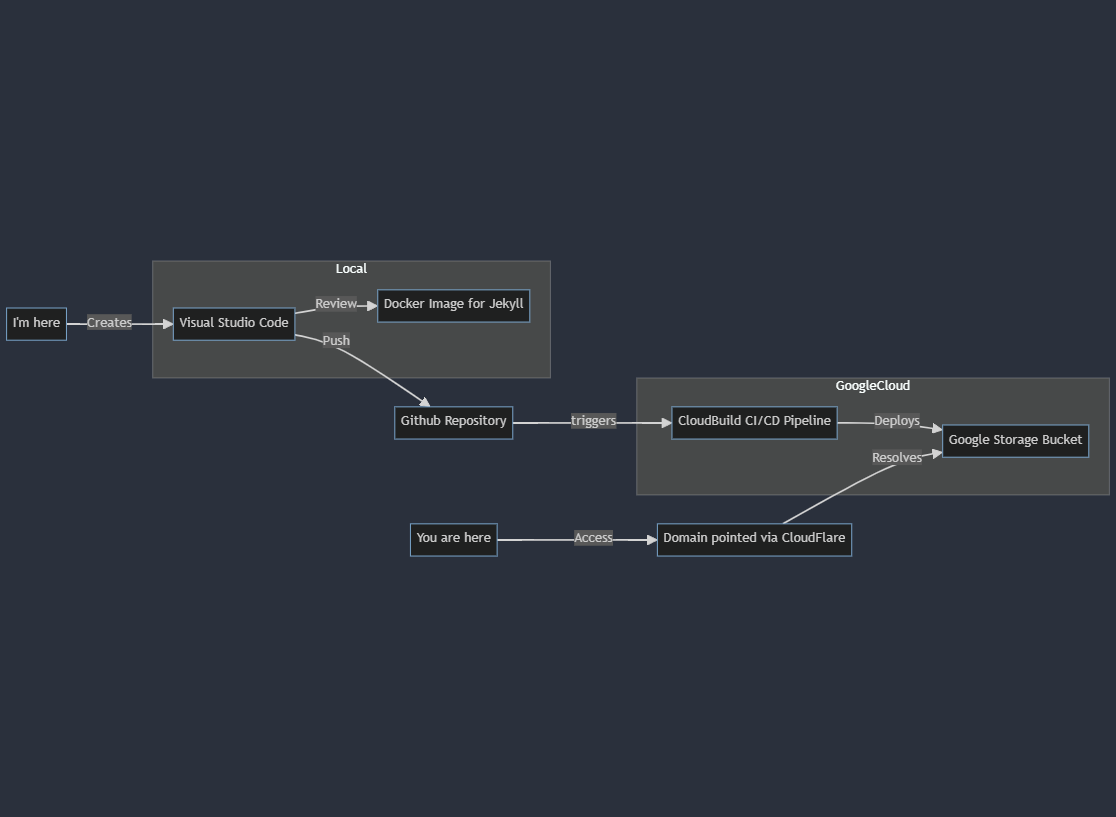 Local
I'm here
Creates
Visual Studio Code
Review
Docker Image for Jekyll
Push
Github Repository
triggers
GoogleCloud
CloudBuild CI/CD Pipeline
Deploys
Google Storage Bucket
Resolves
You are here
Access
Domain pointed via CloudFlare